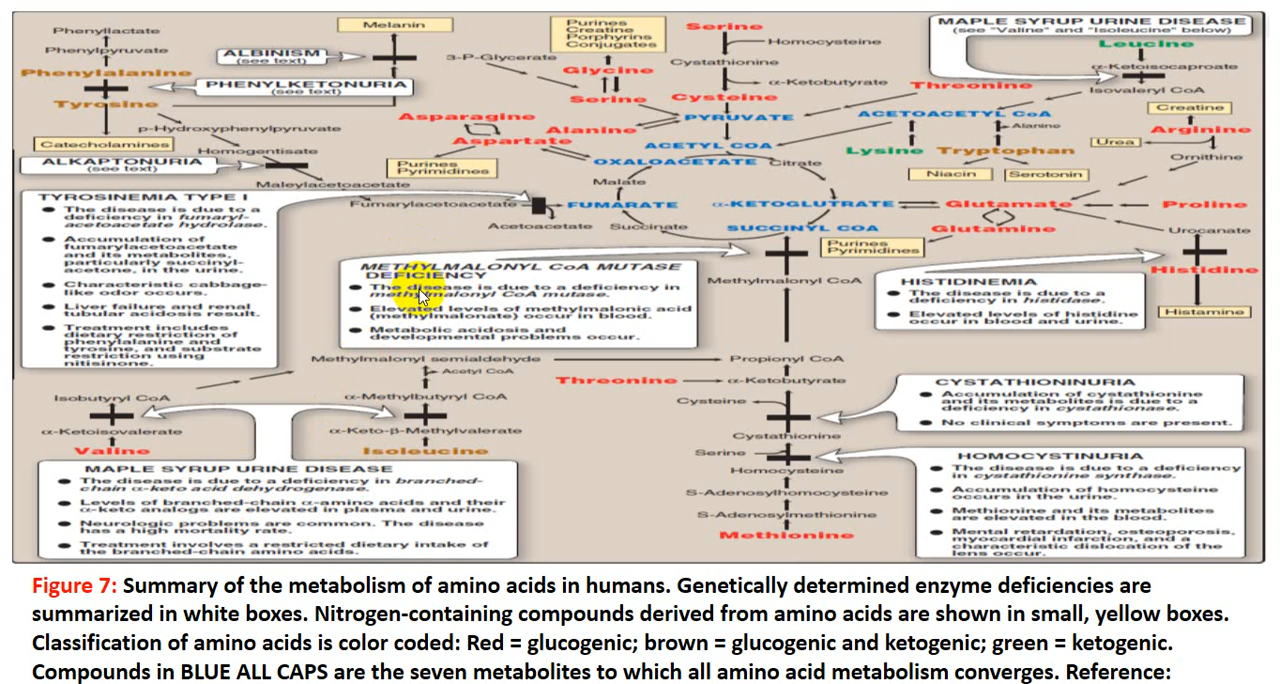 Phenyllactate
Phenylpyruvate
Phenylalanine
Tyrosine
Catecholamines
ALBINISM
(see text)
Melanin
PHENYLKETONURIA
(see text)
p-Hydroxyphenylpyruvate
Homogentisate
ALKAPTONURIA
(see text)
Maleylacetoacetate
Fumarylacetoacetate
Acetoacetate
TYROSINEMIA TYPE I
● The disease is due to a
deficiency in fumaryl-
acetoacetate hydrolase.
● Accumulation of
fumarylacetoacetate
and its metabolites,
particularly succinyl-
acetone, in the urine.
● Characteristic cabbage-
like odor occurs.
● Liver failure and renal
tubular acidosis result.
● Treatment includes
dietary restriction of
phenylalanine and
tyrosine, and substrate
restriction using
nitisinone.
3-P-Glycerate
Purines
Creatine
Porphyrins
Conjugates
Glycine
Serine
Serine
Homocysteine
Cystathionine
α-Ketobutyrate
Cysteine
Asparagine
Aspartate
Alanine
Purines
Pyrimidines
PYRUVATE
ACETYL COA
OXALOACETATE
Citrate
Malate
FUMARATE
Succinate
α-KETOGLUTRATE
SUCCINYL COA
ACETOACETYL CoA
Threonine
Lysine
Alanine
Tryptophan
Niacin
Serotonin
MAPLE SYRUP URINE DISEASE
(see "Valine" and "Isoleucine" below)
Leucine
α-Ketoisocaproate
Isovaleryl CoA
Creatine
Arginine
Urea
Ornithine
Glutamate
Proline
Glutamine
Purines
Pyrimidines
Urocanate
Histidine
Histamine
HISTIDINEMIA
● The disease is due to a
deficiency in histidase.
● Elevated levels of histidine
occur in blood and urine.
METHYLMALONYL CoA MUTASE
DEFICIENCY
● The disease is due to a deficiency in
methylmalonyl CoA mutase.
● Elevated levels of methylmalonic acid
(methylmalonate) occur in blood.
● Metabolic acidosis and
developmental problems occur.
Methylmalonyl CoA
Methylmalonyl semialdehyde
Propionyl CoA
Acetyl CoA
Threonine
α-Ketobutyrate
Isobutyryl CoA
α-Methylbutyryl CoA
Cysteine
α-Ketoisovalerate
α-Keto-β-Methylvalerate
Cystathionine
Valine
Isoleucine
Serine
Homocysteine
S-Adenosylhomocysteine
S-Adenosylmethionine
Methionine
MAPLE SYRUP URINE DISEASE
● The disease is due to a deficiency in branched-
chain α-keto acid dehydrogenase.
● Levels of branched-chain α-amino acids and their
α-keto analogs are elevated in plasma and urine.
● Neurologic problems are common. The disease
has a high mortality rate.
● Treatment involves a restricted dietary intake of
the branched-chain amino acids.
CYSTATHIONINURIA
● Accumulation of cystathionine
and its metabolites is due to a
deficiency in cystathionase.
● No clinical symptoms are present.
HOMOCYSTINURIA
● The disease is due to a deficiency
in cystathionine synthase.
● Accumulation of homocysteine
occurs in the urine.
● Methionine and its metabolites
are elevated in the blood.
● Mental retardation, osteoporosis,
myocardial infarction, and a
characteristic dislocation of the
lens occur.
Figure 7: Summary of the metabolism of amino acids in humans. Genetically determined enzyme deficiencies are
summarized in white boxes. Nitrogen-containing compounds derived from amino acids are shown in small, yellow boxes.
Classification of amino acids is color coded: Red = glucogenic; brown = glucogenic and ketogenic; green = ketogenic.
Compounds in BLUE ALL CAPS are the seven metabolites to which all amino acid metabolism converges. Reference: